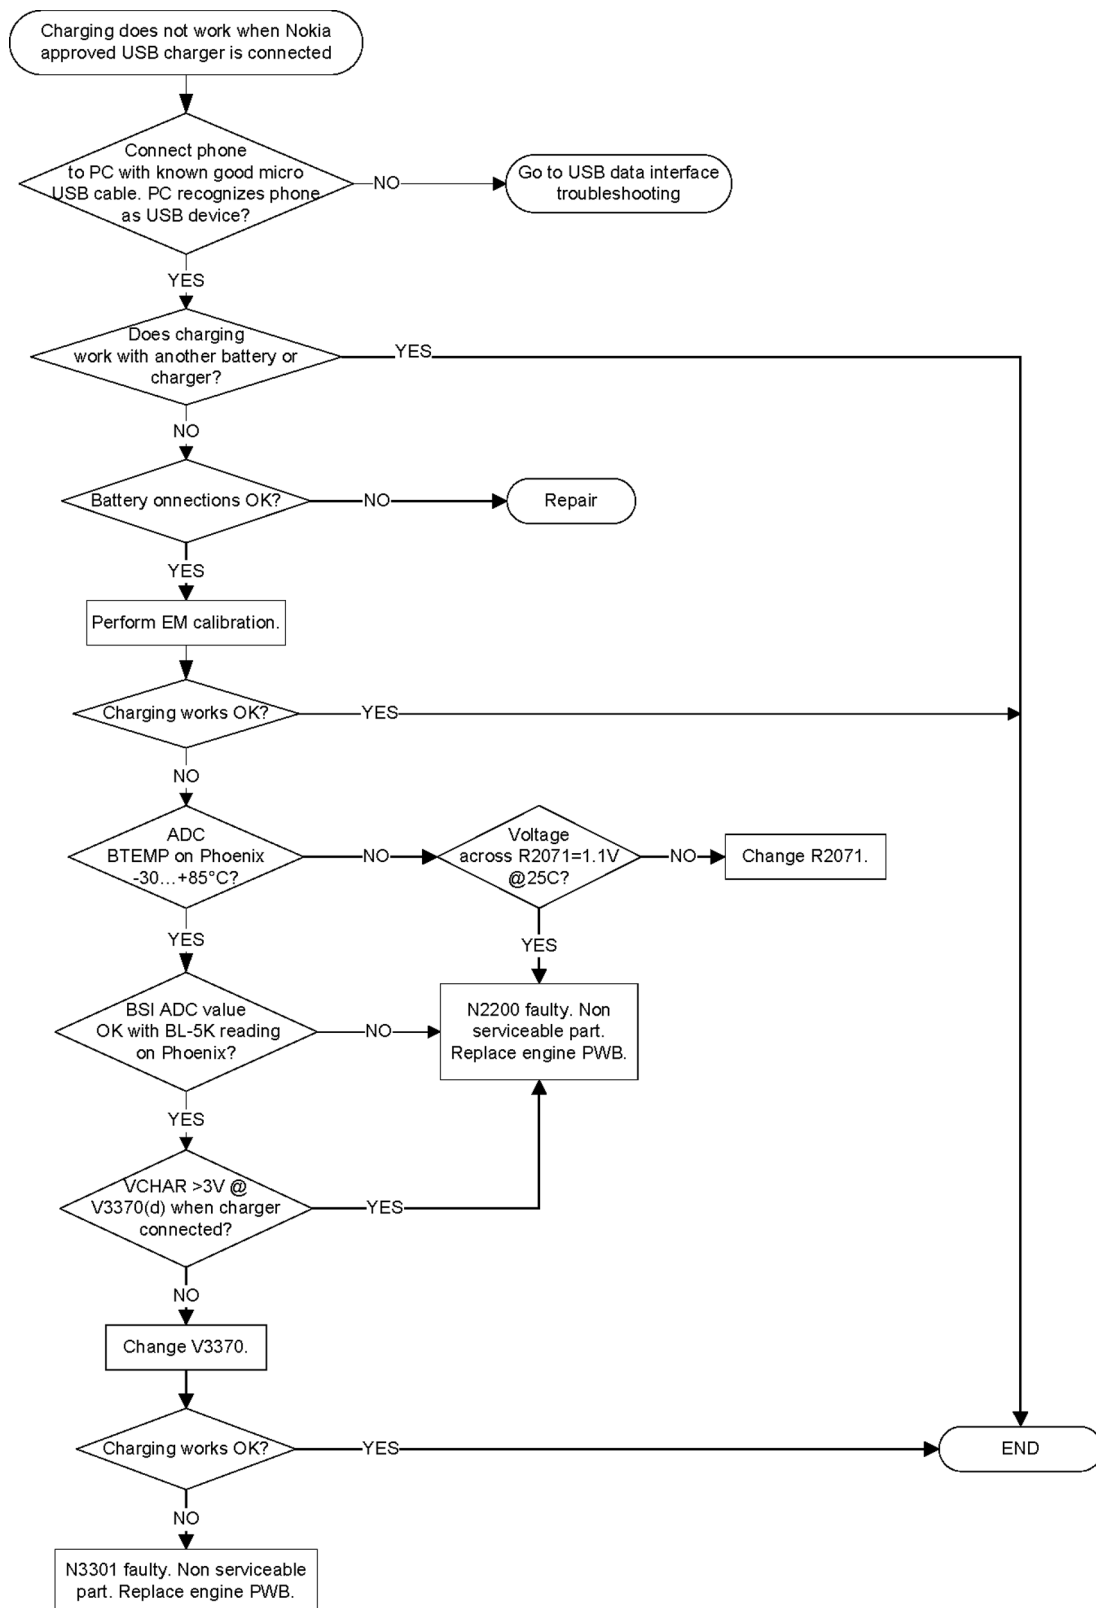 Charging does not work when Nokia
approved USB charger is connected
Connect phone
to PC with known good micro
USB cable. PC recognizes phone
as USB device?
NO
Go to USB data interface
troubleshooting
YES
Does charging
work with another battery or
charger?
YES
NO
Battery onnections OK?
NO
Repair
YES
Perform EM calibration.
Charging works OK?
YES
NO
ADC
BTEMP on Phoenix
-30...+85°C?
NO
Voltage
across R2071=1.1V
@25C?
NO
Change R2071.
YES
YES
BSI ADC value
OK with BL-5K reading
on Phoenix?
NO
N2200 faulty. Non
serviceable part.
Replace engine PWB.
YES
VCHAR >3V @
V3370(d) when charger
connected?
YES
NO
Change V3370.
Charging works OK?
YES
END
NO
N3301 faulty. Non serviceable
part. Replace engine PWB.